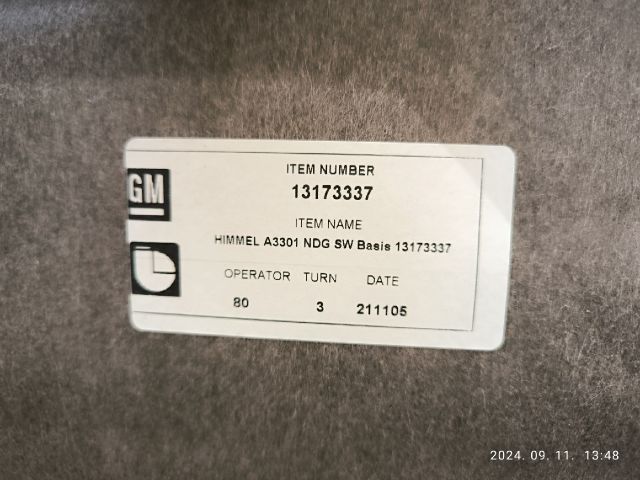 ITEM NUMBER
13173337
GM
ITEM NAME
HIMMEL A3301 NDG SW Basis 13173337
OPERATOR TURN DATE
80 3 211105
2024. 09. 11. 13:48